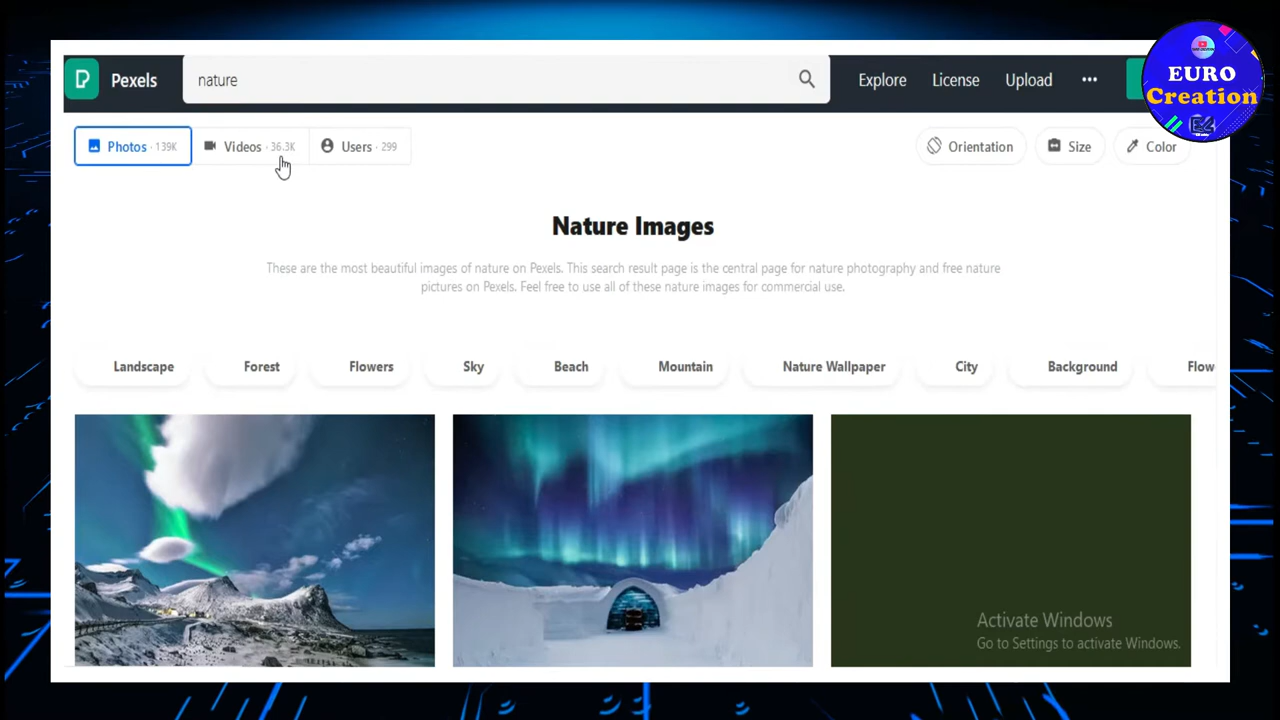 Pexels
nature
Explore
License
Upload
•••
EURO
Creation
Photos · 139K
Videos · 36.3K
Users · 299
Orientation
Size
Color
Nature Images
These are the most beautiful images of nature on Pexels. This search result page is the central page for nature photography and free nature
pictures on Pexels. Feel free to use all of these nature images for commercial use.
Landscape
Forest
Flowers
Sky
Beach
Mountain
Nature Wallpaper
City
Background
Flow
Activate Windows
Go to Settings to activate Windows.